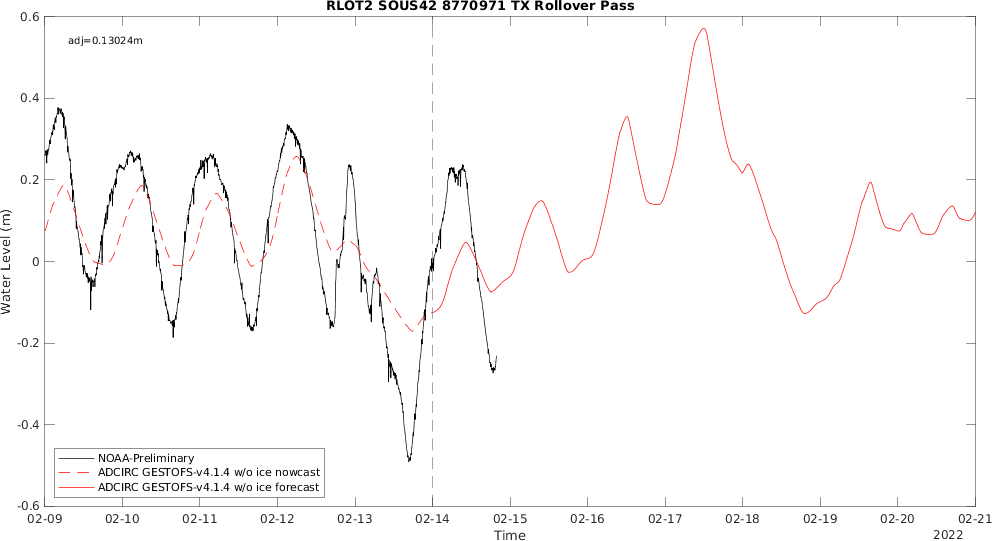 RLOT2 SOUS42 8770971 TX Rollover Pass
adj=0.13024m
0.6
0.4
0.2
0
-0.2
-0.4
-0.6
Water Level (m)
NOAA-Preliminary
ADCIRC GESTOFS-v4.1.4 w/o ice nowcast
ADCIRC GESTOFS-v4.1.4 w/o ice forecast
02-09 02-10 02-11 02-12 02-13 02-14 02-15 02-16 02-17 02-18 02-19 02-20 02-21
Time
2022